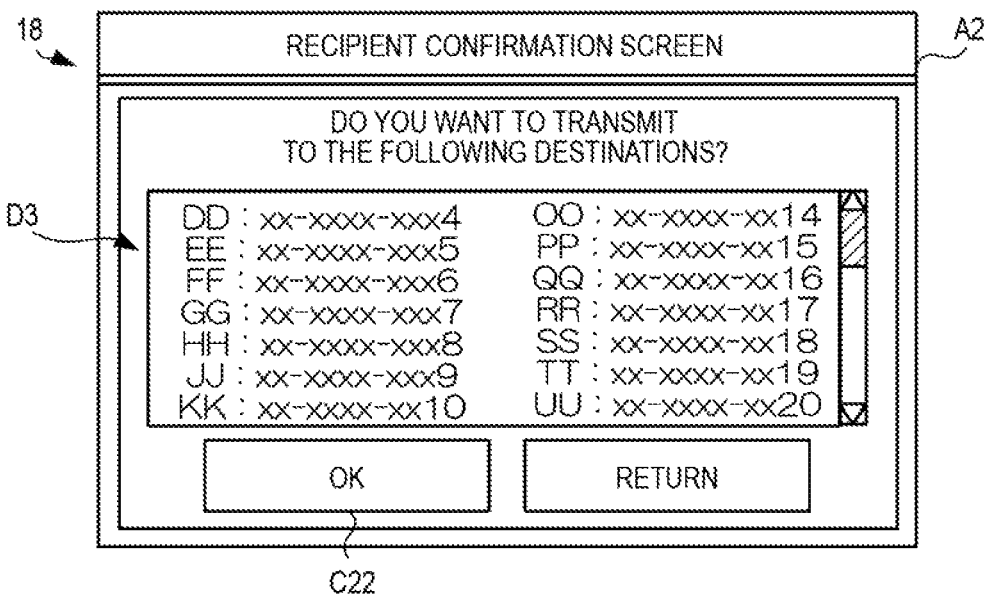 18
A2
RECIPIENT CONFIRMATION SCREEN
DO YOU WANT TO TRANSMIT
TO THE FOLLOWING DESTINATIONS?
D3
DD : xx-xxxx-xxx4
EE : xx-xxxx-xxx5
FF : xx-xxxx-xxx6
GG : xx-xxxx-xxx7
HH : xx-xxxx-xxx8
JJ : xx-xxxx-xxx9
KK : xx-xxxx-xx10
OO : xx-xxxx-xx14
PP : xx-xxxx-xx15
QQ : xx-xxxx-xx16
RR : xx-xxxx-xx17
SS : xx-xxxx-xx18
TT : xx-xxxx-xx19
UU : xx-xxxx-xx20
OK
RETURN
C22